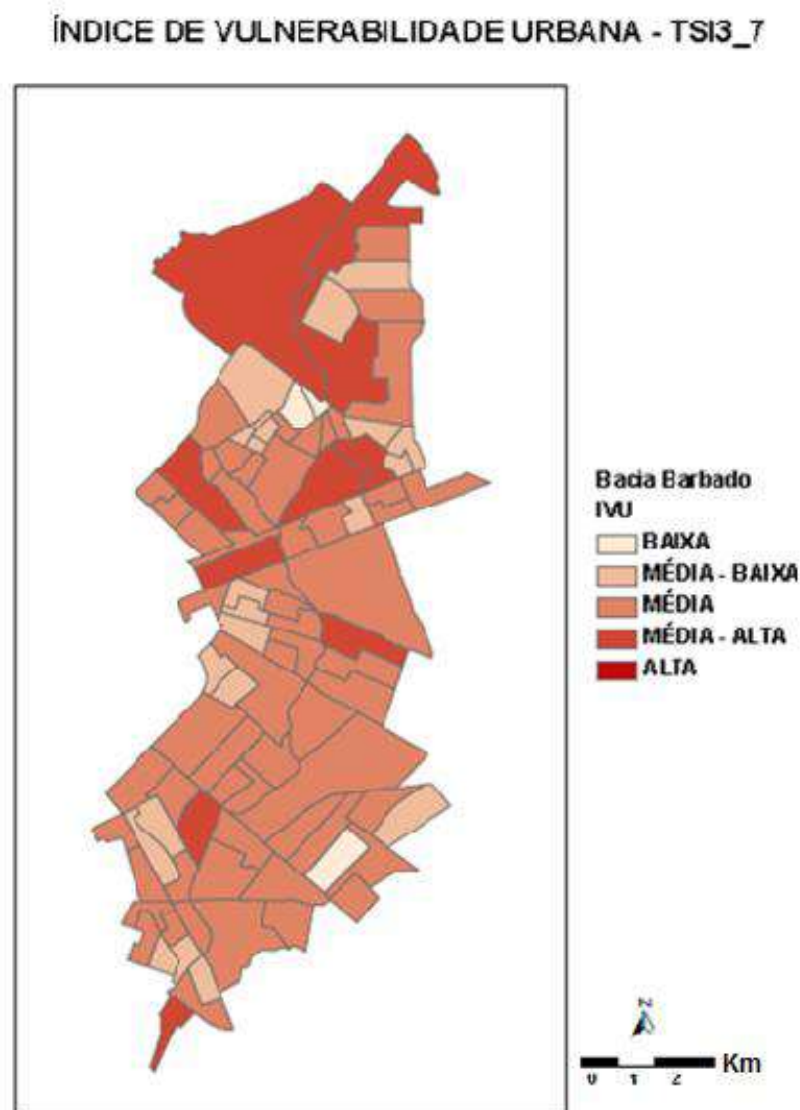 ÍNDICE DE VULNERABILIDADE URBANA - TSI3_7
Bacia Barbado
IVU
BAIXA
MÉDIA - BAIXA
MÉDIA
MÉDIA - ALTA
ALTA
N
Km
0 1 2